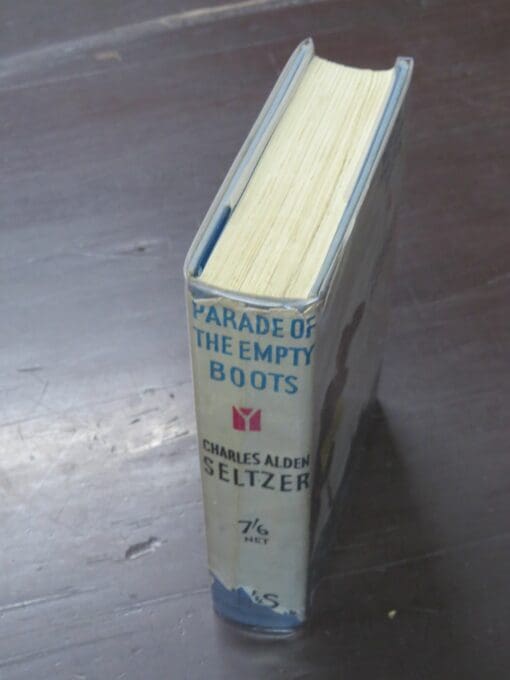 PARADE OF
THE EMPTY
BOOTS
CHARLES ALDEN
SELTZER
7/6
NET
&S